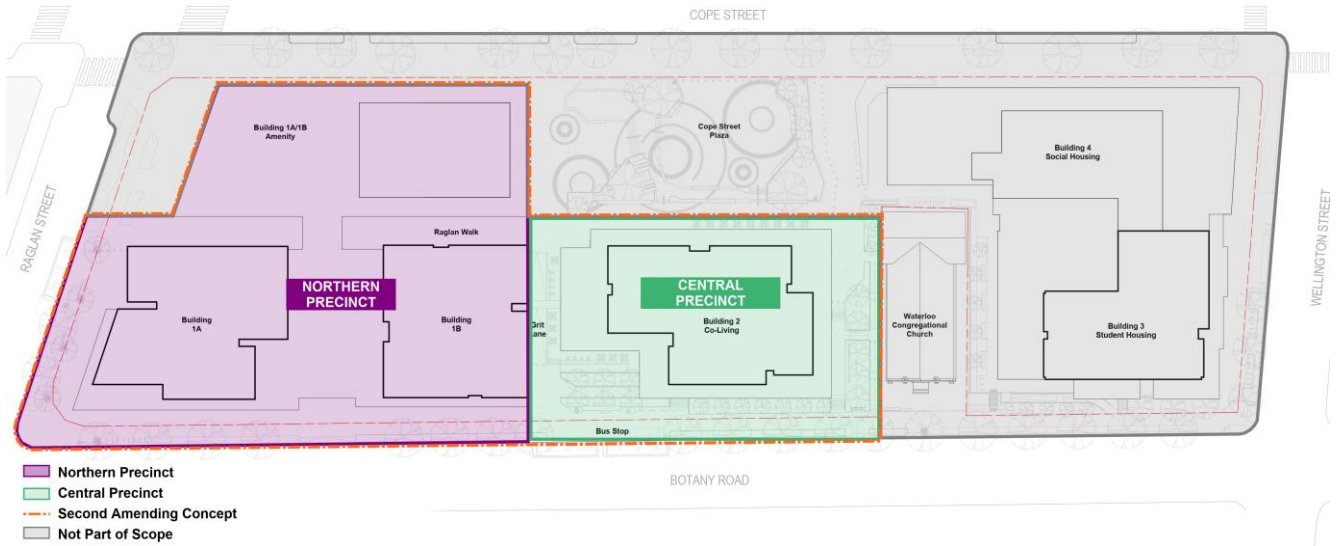 COPE STREET
Building 1A/1B
Amenity
Cope Street
Plaza
Building 4
Social Housing
RAGLAN STREET
WELLINGTON STREET
Raglan Walk
NORTHERN
PRECINCT
CENTRAL
PRECINCT
Building
1A
Building
1B
Grit
Lane
Building 2
Co-Living
Waterloo
Congregational
Church
Building 3
Student Housing
Bus Stop
BOTANY ROAD
Northern Precinct
Central Precinct
Second Amending Concept
Not Part of Scope